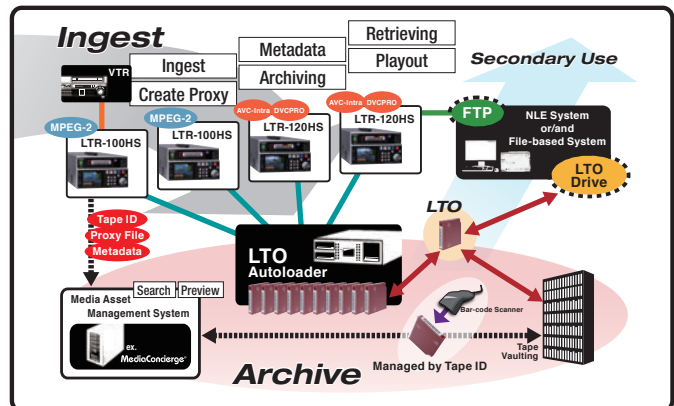 Ingest
VTR
Ingest
Create Proxy
Metadata
Archiving
Retrieving
Playout
Secondary Use
MPEG-2
LTR-100HS
MPEG-2
LTR-100HS
AVC-Intra DVCPRO
LTR-120HS
AVC-Intra DVCPRO
LTR-120HS
FTP
NLE System
or/and
File-based System
LTO
Drive
Tape ID
Proxy File
Metadata
LTO
Autoloader
LTO
Search
Preview
Media Asset
Management System
ex.
MediaConcierge
Bar-code Scanner
Managed by Tape ID
Tape
Vaulting
Archive